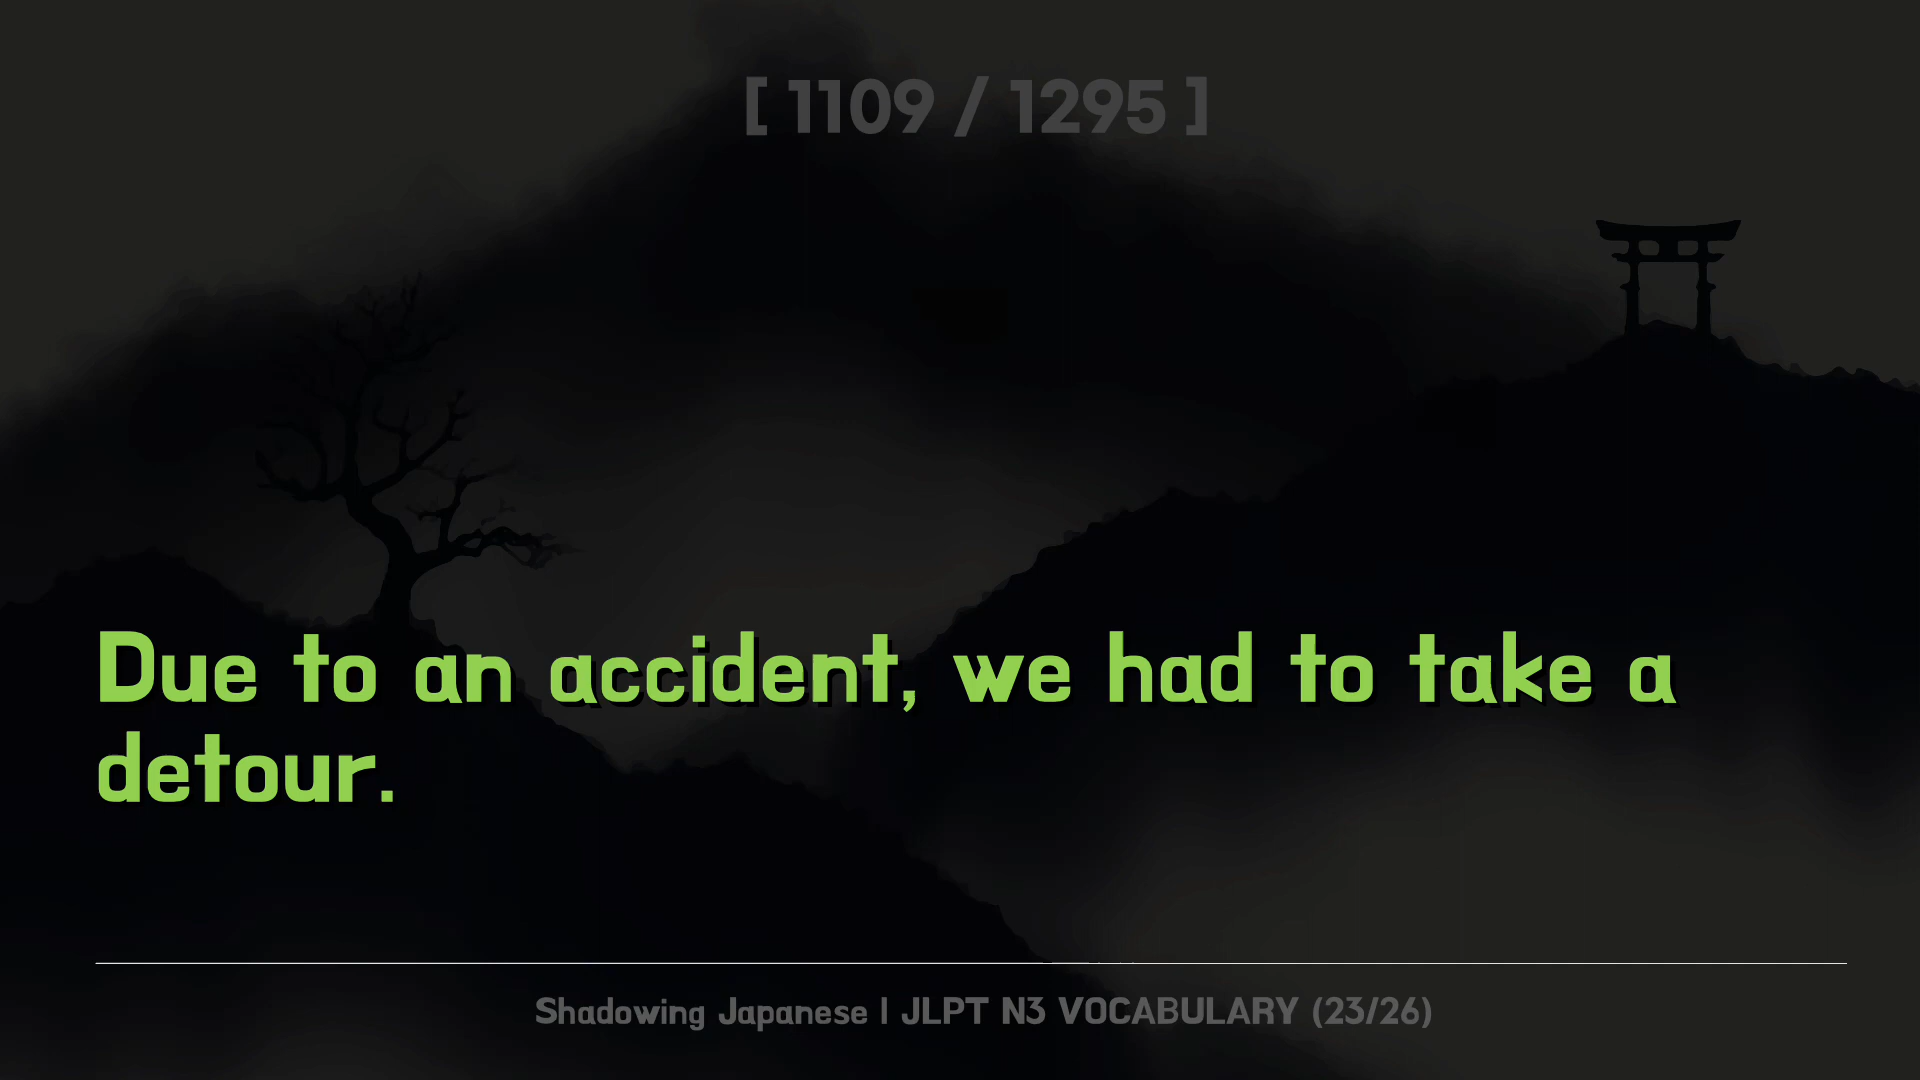 [ 1109 / 1295 ]
Due to an accident, we had to take a
detour.
Shadowing Japanese | JLPT N3 VOCABULARY (23/26)